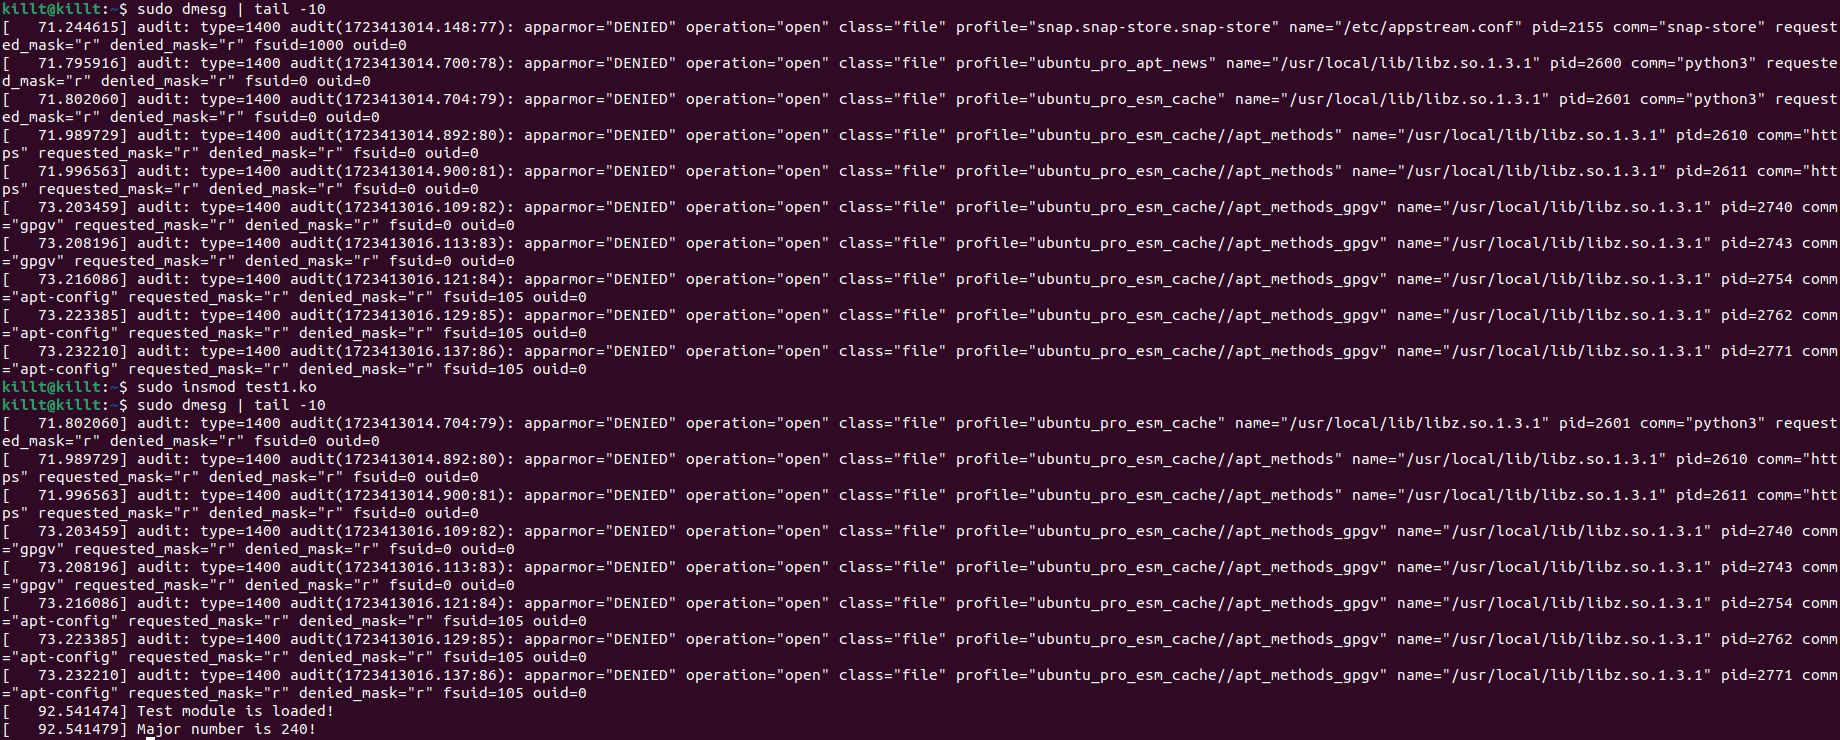 killt@killt:~$ sudo dmesg | tail -10
[   71.244615] audit: type=1400 audit(1723413014.148:77): apparmor="DENIED" operation="open" class="file" profile="snap.snap-store.snap-store" name="/etc/appstream.conf" pid=2155 comm="snap-store" request
ed_mask="r" denied_mask="r" fsuid=1000 ouid=0
[   71.795916] audit: type=1400 audit(1723413014.700:78): apparmor="DENIED" operation="open" class="file" profile="ubuntu_pro_apt_news" name="/usr/local/lib/libz.so.1.3.1" pid=2600 comm="python3" requeste
d_mask="r" denied_mask="r" fsuid=0 ouid=0
[   71.802060] audit: type=1400 audit(1723413014.704:79): apparmor="DENIED" operation="open" class="file" profile="ubuntu_pro_esm_cache" name="/usr/local/lib/libz.so.1.3.1" pid=2601 comm="python3" request
ed_mask="r" denied_mask="r" fsuid=0 ouid=0
[   71.989729] audit: type=1400 audit(1723413014.892:80): apparmor="DENIED" operation="open" class="file" profile="ubuntu_pro_esm_cache//apt_methods" name="/usr/local/lib/libz.so.1.3.1" pid=2610 comm="htt
ps" requested_mask="r" denied_mask="r" fsuid=0 ouid=0
[   71.996563] audit: type=1400 audit(1723413014.900:81): apparmor="DENIED" operation="open" class="file" profile="ubuntu_pro_esm_cache//apt_methods" name="/usr/local/lib/libz.so.1.3.1" pid=2611 comm="htt
ps" requested_mask="r" denied_mask="r" fsuid=0 ouid=0
[   73.203459] audit: type=1400 audit(1723413016.109:82): apparmor="DENIED" operation="open" class="file" profile="ubuntu_pro_esm_cache//apt_methods_gpgv" name="/usr/local/lib/libz.so.1.3.1" pid=2740 comm
="gpgv" requested_mask="r" denied_mask="r" fsuid=0 ouid=0
[   73.208196] audit: type=1400 audit(1723413016.113:83): apparmor="DENIED" operation="open" class="file" profile="ubuntu_pro_esm_cache//apt_methods_gpgv" name="/usr/local/lib/libz.so.1.3.1" pid=2743 comm
="gpgv" requested_mask="r" denied_mask="r" fsuid=0 ouid=0
[   73.216086] audit: type=1400 audit(1723413016.121:84): apparmor="DENIED" operation="open" class="file" profile="ubuntu_pro_esm_cache//apt_methods_gpgv" name="/usr/local/lib/libz.so.1.3.1" pid=2754 comm
="apt-config" requested_mask="r" denied_mask="r" fsuid=105 ouid=0
[   73.223385] audit: type=1400 audit(1723413016.129:85): apparmor="DENIED" operation="open" class="file" profile="ubuntu_pro_esm_cache//apt_methods_gpgv" name="/usr/local/lib/libz.so.1.3.1" pid=2762 comm
="apt-config" requested_mask="r" denied_mask="r" fsuid=105 ouid=0
[   73.232210] audit: type=1400 audit(1723413016.137:86): apparmor="DENIED" operation="open" class="file" profile="ubuntu_pro_esm_cache//apt_methods_gpgv" name="/usr/local/lib/libz.so.1.3.1" pid=2771 comm
="apt-config" requested_mask="r" denied_mask="r" fsuid=105 ouid=0
killt@killt:~$ sudo insmod test1.ko
killt@killt:~$ sudo dmesg | tail -10
[   71.802060] audit: type=1400 audit(1723413014.704:79): apparmor="DENIED" operation="open" class="file" profile="ubuntu_pro_esm_cache" name="/usr/local/lib/libz.so.1.3.1" pid=2601 comm="python3" request
ed_mask="r" denied_mask="r" fsuid=0 ouid=0
[   71.989729] audit: type=1400 audit(1723413014.892:80): apparmor="DENIED" operation="open" class="file" profile="ubuntu_pro_esm_cache//apt_methods" name="/usr/local/lib/libz.so.1.3.1" pid=2610 comm="htt
ps" requested_mask="r" denied_mask="r" fsuid=0 ouid=0
[   71.996563] audit: type=1400 audit(1723413014.900:81): apparmor="DENIED" operation="open" class="file" profile="ubuntu_pro_esm_cache//apt_methods" name="/usr/local/lib/libz.so.1.3.1" pid=2611 comm="htt
ps" requested_mask="r" denied_mask="r" fsuid=0 ouid=0
[   73.203459] audit: type=1400 audit(1723413016.109:82): apparmor="DENIED" operation="open" class="file" profile="ubuntu_pro_esm_cache//apt_methods_gpgv" name="/usr/local/lib/libz.so.1.3.1" pid=2740 comm
="gpgv" requested_mask="r" denied_mask="r" fsuid=0 ouid=0
[   73.208196] audit: type=1400 audit(1723413016.113:83): apparmor="DENIED" operation="open" class="file" profile="ubuntu_pro_esm_cache//apt_methods_gpgv" name="/usr/local/lib/libz.so.1.3.1" pid=2743 comm
="gpgv" requested_mask="r" denied_mask="r" fsuid=0 ouid=0
[   73.216086] audit: type=1400 audit(1723413016.121:84): apparmor="DENIED" operation="open" class="file" profile="ubuntu_pro_esm_cache//apt_methods_gpgv" name="/usr/local/lib/libz.so.1.3.1" pid=2754 comm
="apt-config" requested_mask="r" denied_mask="r" fsuid=105 ouid=0
[   73.223385] audit: type=1400 audit(1723413016.129:85): apparmor="DENIED" operation="open" class="file" profile="ubuntu_pro_esm_cache//apt_methods_gpgv" name="/usr/local/lib/libz.so.1.3.1" pid=2762 comm
="apt-config" requested_mask="r" denied_mask="r" fsuid=105 ouid=0
[   73.232210] audit: type=1400 audit(1723413016.137:86): apparmor="DENIED" operation="open" class="file" profile="ubuntu_pro_esm_cache//apt_methods_gpgv" name="/usr/local/lib/libz.so.1.3.1" pid=2771 comm
="apt-config" requested_mask="r" denied_mask="r" fsuid=105 ouid=0
[   92.541474] Test module is loaded!
[   92.541479] Major number is 240!